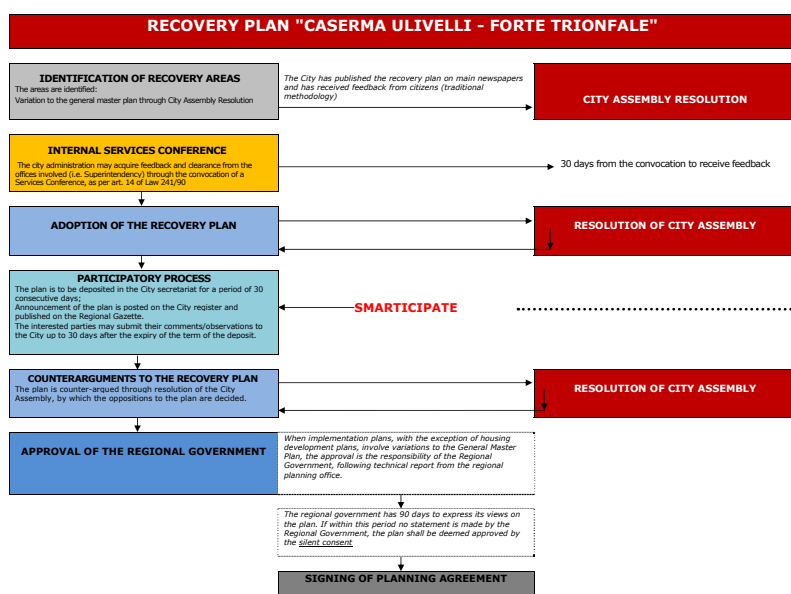 RECOVERY PLAN "CASERMA ULIVELLI - FORTE TRIONFALE"
IDENTIFICATION OF RECOVERY AREAS
The areas are identified:
Variation to the general master plan through City Assembly Resolution
The City has published the recovery plan on main newspapers
and has received feedback from citizens (traditional
methodology)
CITY ASSEMBLY RESOLUTION
INTERNAL SERVICES CONFERENCE
The city administration may acquire feedback and clearance from the
offices involved (i.e. Superintendency) through the convocation of a
Services Conference, as per art. 14 of Law 241/90
30 days from the convocation to receive feedback
ADOPTION OF THE RECOVERY PLAN
RESOLUTION OF CITY ASSEMBLY
PARTICIPATORY PROCESS
The plan is to be deposited in the City secretariat for a period of 30
consecutive days;
Announcement of the plan is posted on the City register and
published on the Regional Gazette.
The interested parties may submit their comments/observations to
the City up to 30 days after the expiry of the term of the deposit.
SMARTICIPATE
COUNTERARGUMENTS TO THE RECOVERY PLAN
The plan is counter-argued through resolution of the City
Assembly, by which the oppositions to the plan are decided.
RESOLUTION OF CITY ASSEMBLY
APPROVAL OF THE REGIONAL GOVERNMENT
When implementation plans, with the exception of housing
development plans, involve variations to the General Master
Plan, the approval is the responsibility of the Regional
Government, following technical report from the regional
planning office.
The regional government has 90 days to express its views on
the plan. If within this period no statement is made by the
Regional Government, the plan shall be deemed approved by
the silent consent
SIGNING OF PLANNING AGREEMENT